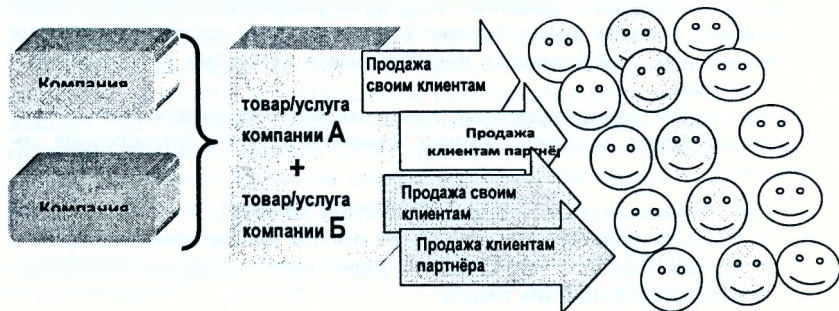 Компания
Компания
товар/услуга
компании А
+
товар/услуга
компании Б
Продажа
своим клиентам
Продажа
клиентам партнёр
Продажа своим
клиентам
Продажа клиентам
партнёра